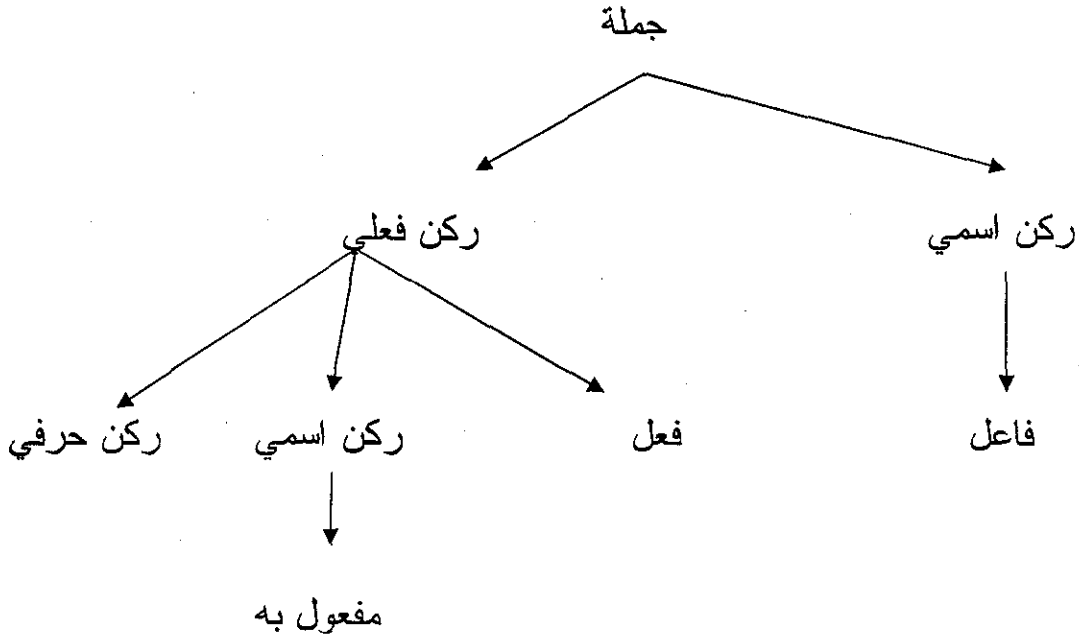 جملة
ركن اسمي
ركن فعلي
فاعل
فعل
ركن اسمي
ركن حرفي
مفعول به